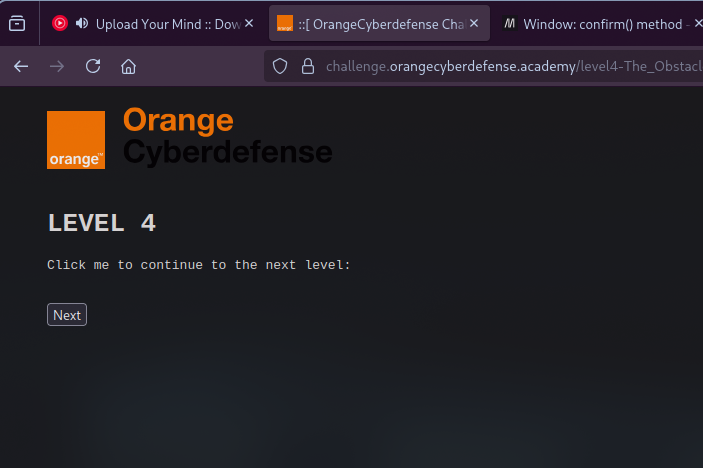 Upload Your Mind :: Dow
::[ OrangeCyberdefense Cha
M Window: confirm() method -
challenge.orangecyberdefense.academy/level4-The_Obstacl
Orange
Cyberdefense
orange™
LEVEL 4
Click me to continue to the next level:
Next